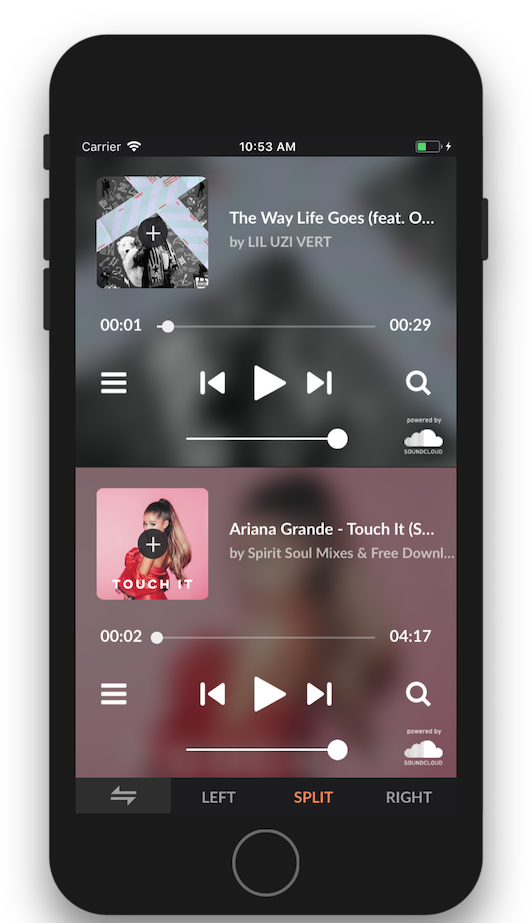 Carrier
10:53 AM
The Way Life Goes (feat. O...
by LIL UZI VERT
00:01
00:29
powered by
SOUNDCLOUD
Ariana Grande - Touch It (S...
by Spirit Soul Mixes & Free Downl...
TOUCH IT
00:02
04:17
powered by
SOUNDCLOUD
LEFT
SPLIT
RIGHT